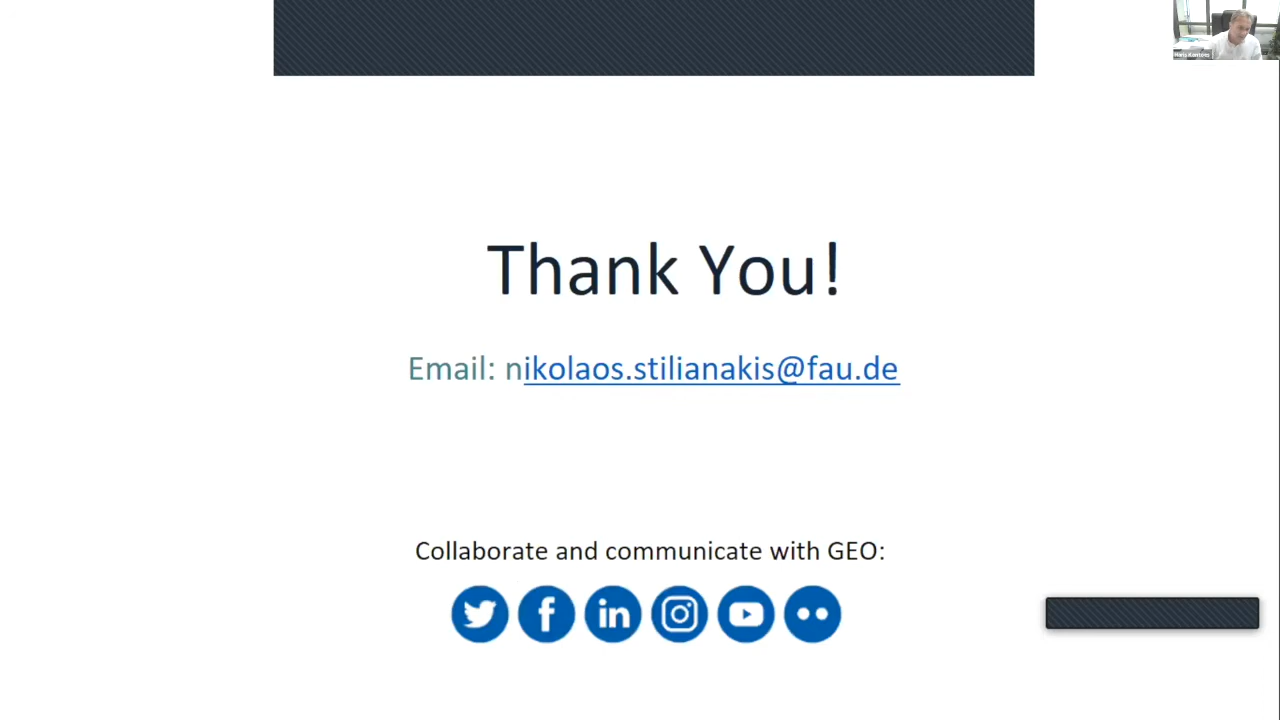 Thank You!
Email: nikolaos.stilianakis@fau.de
Collaborate and communicate with GEO: